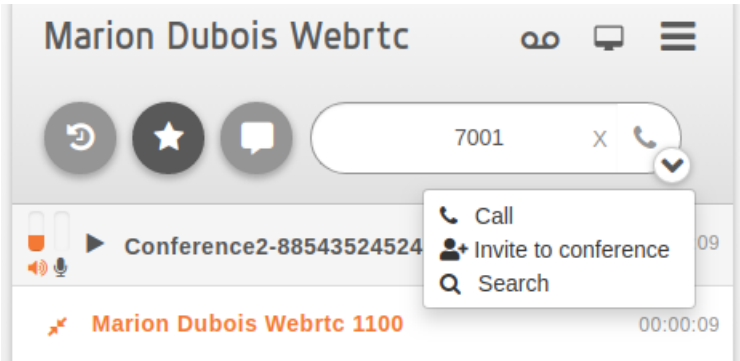 Marion Dubois Webrtc
7001 X
Call
Invite to conference
Search
Conference2-88543524524 :09
Marion Dubois Webrtc 1100 00:00:09